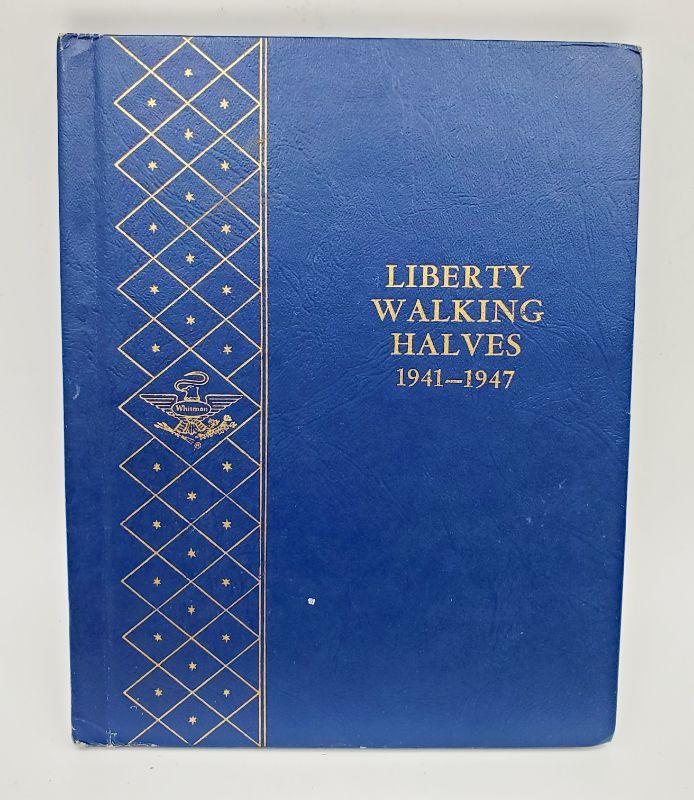 LIBERTY
WALKING
HALVES
1941—1947
Whitman
®